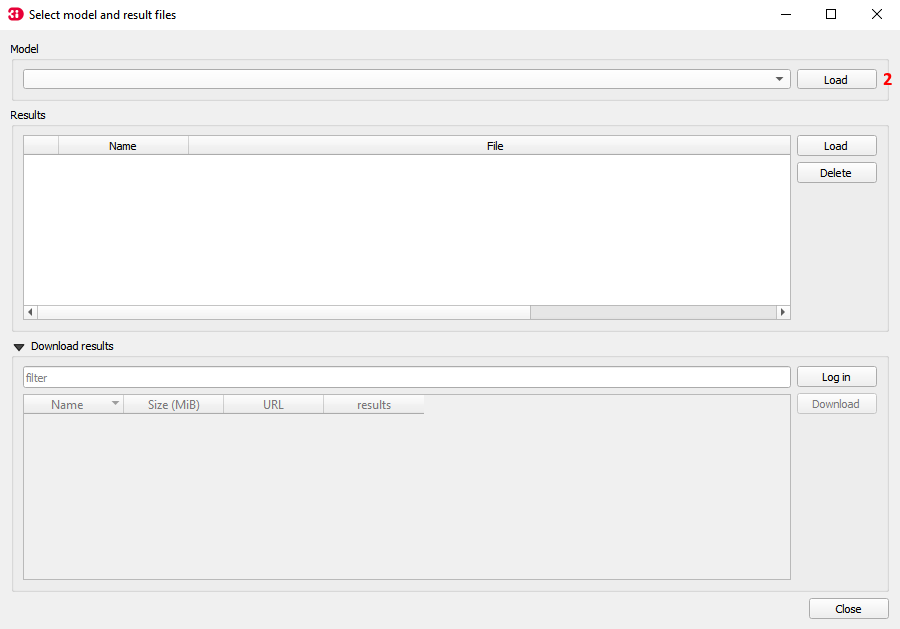 Select model and result files
Model
Load 2
Results
Name File Load
Delete
Download results
filter Log in
Name Size (MiB) URL results Download
Close